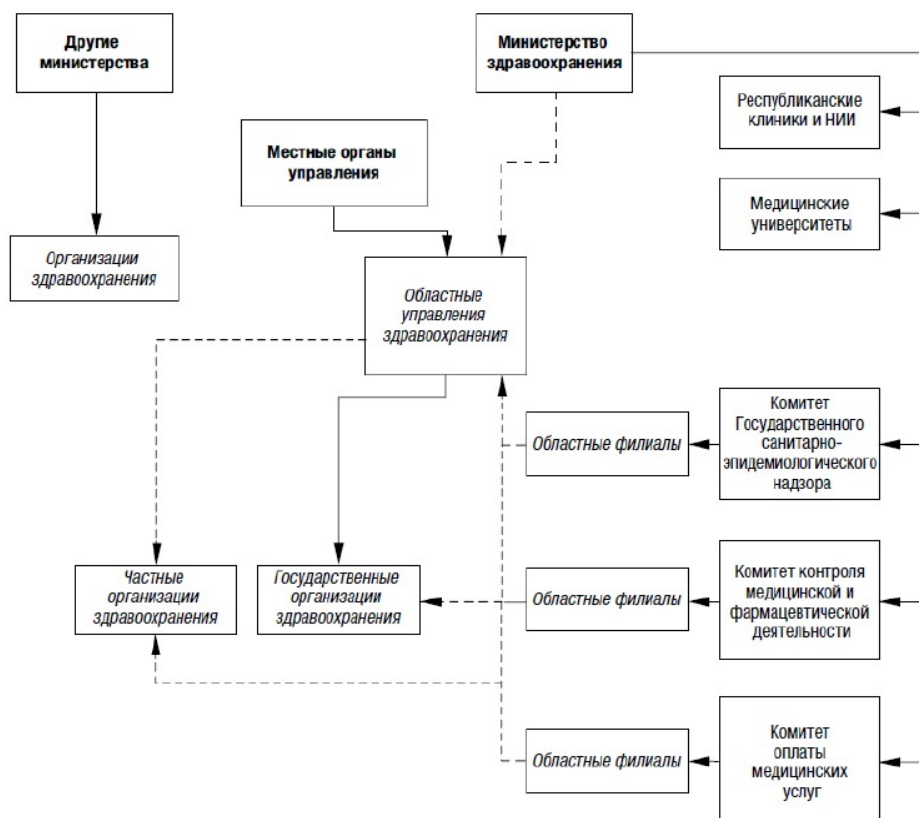 Другие
министерства
Министерство
здравоохранения
Республиканские
клиники и НИИ
Местные органы
управления
Медицинские
университеты
Организации
здравоохранения
Областные
управления
здравоохранения
Комитет
Государственного
санитарно-
эпидемиологического
надзора
Областные филиалы
Частные
организации
здравоохранения
Государственные
организации
здравоохранения
Областные филиалы
Комитет контроля
медицинской и
фармацевтической
деятельности
Областные филиалы
Комитет
оплаты
медицинских
услуг